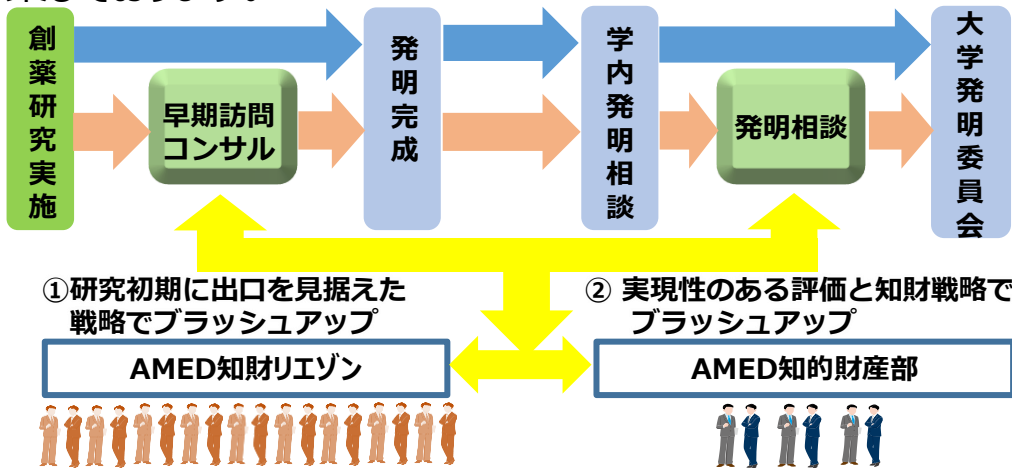 創薬研究実施
早期訪問
コンサル
発明完成
学内発明相談
発明相談
大学発明委員会
①研究初期に出口を見据えた
戦略でブラッシュアップ
② 実現性のある評価と知財戦略で
ブラッシュアップ
AMED知財リエゾン
AMED知的財産部